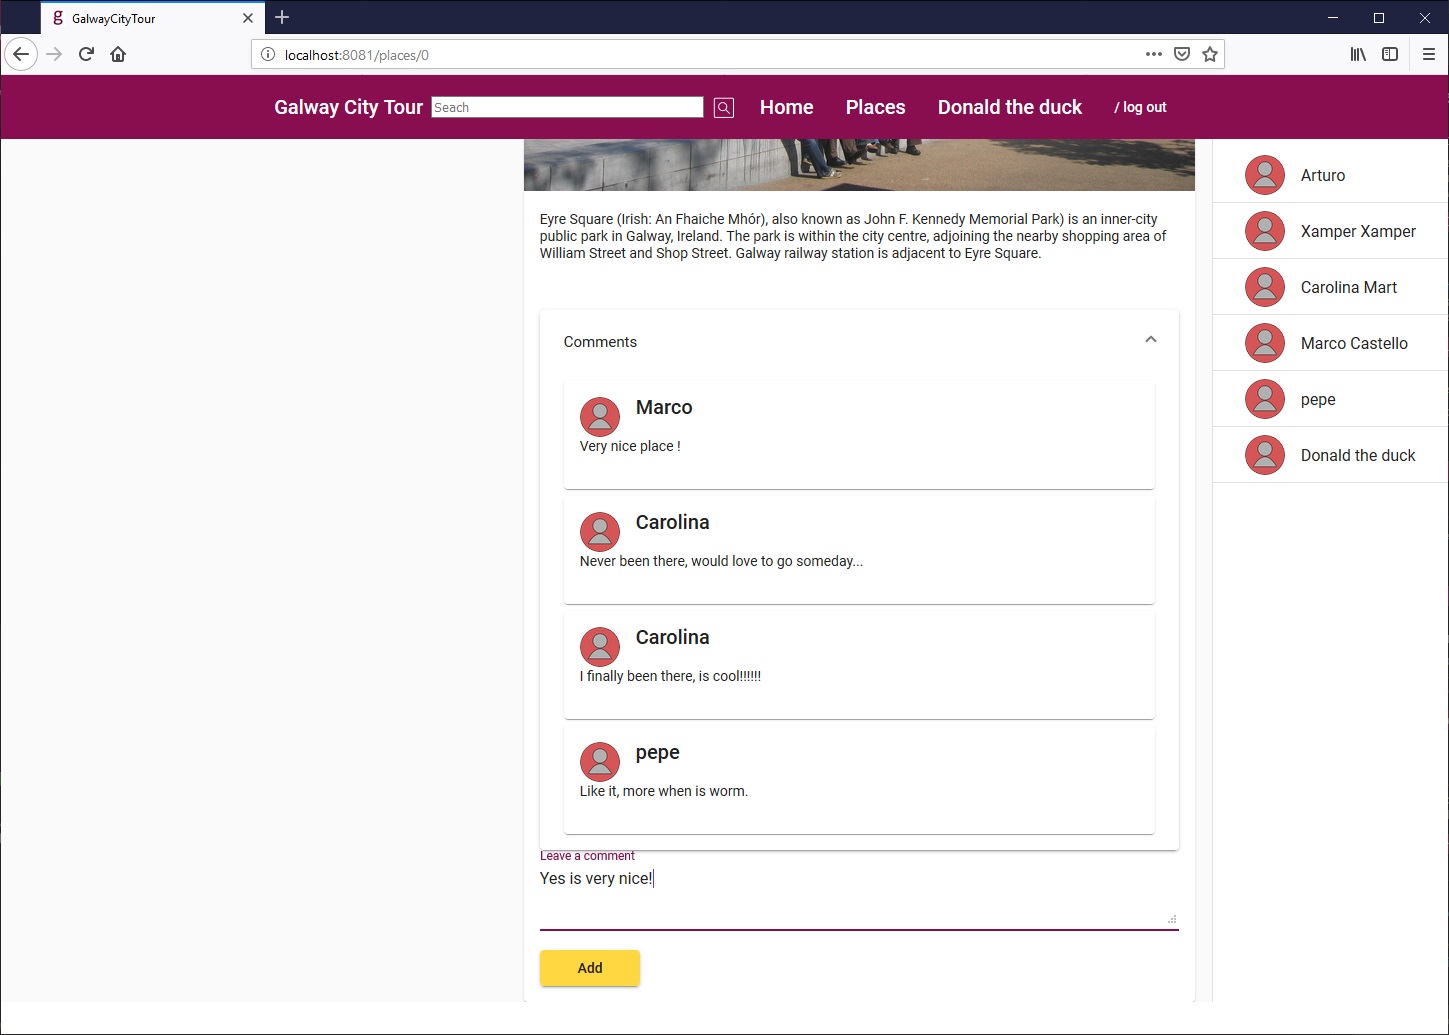 GalwayCityTour
localhost:8081/places/0
Galway City Tour Seach Home Places Donald the duck / log out
Eyre Square (Irish: An Fhaiche Mhór), also known as John F. Kennedy Memorial Park) is an inner-city
public park in Galway, Ireland. The park is within the city centre, adjoining the nearby shopping area of
William Street and Shop Street. Galway railway station is adjacent to Eyre Square.
Comments
Marco
Very nice place !
Carolina
Never been there, would love to go someday...
Carolina
I finally been there, is cool!!!!!!
pepe
Like it, more when is worm.
Leave a comment
Yes is very nice!
Add
Arturo
Xamper Xamper
Carolina Mart
Marco Castello
pepe
Donald the duck